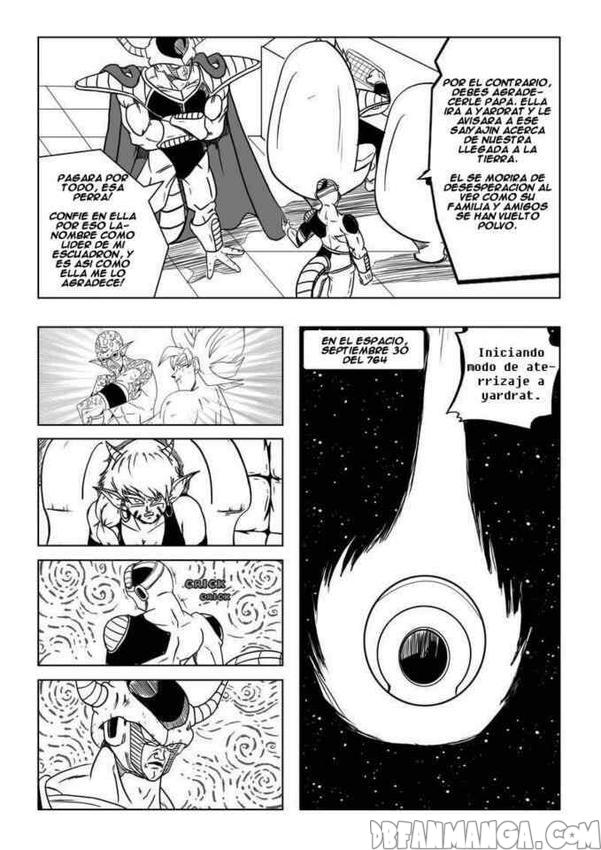 POR EL CONTRARIO,
DEBES AGRADE-
CERLE PAPA. ELLA
IRA A YARDRAT Y LE
AVISARA A ESE
SAIYAJIN ACERCA
DE NUESTRA
LLEGADA A LA
TIERRA.
EL SE MORIRA DE
DESESPERACION AL
VER COMO SU
FAMILIA Y AMIGOS
SE HAN VUELTO
POLVO.
PAGARA POR
TODO, ESA
PERRA!
CONFIE EN ELLA
POR ESO LA-
NOMBRE COMO
LIDER DE MI
ESCUADRON, Y
ES ASI COMO
ELLA ME LO
AGRADECE!
CRICK
CRICK
EN EL ESPACIO,
SEPTIEMBRE 30
DEL 764
Iniciando
modo de ate-
rrizaje a
yardrat.
DBFANMANGA.COM